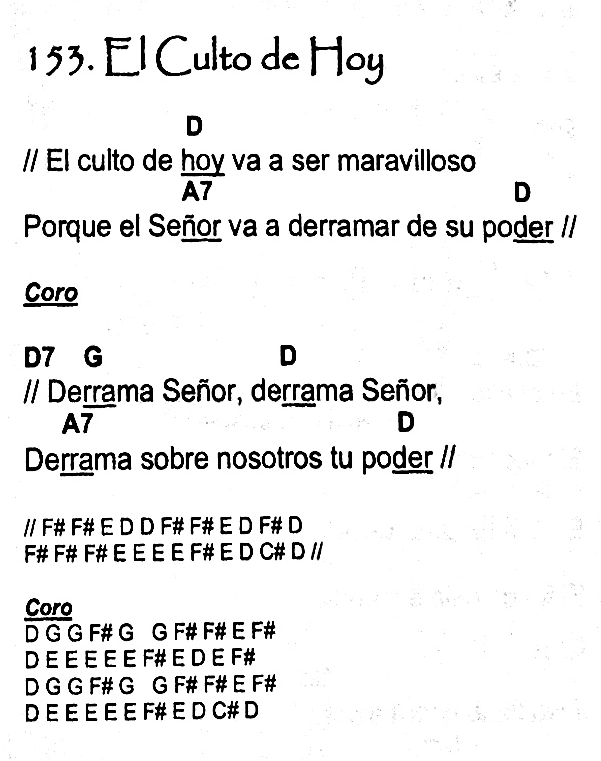 153. El Culto de Hoy
D
// El culto de hoy va a ser maravilloso
A7 D
Porque el Señor va a derramar de su poder //
Coro
D7 G D
// Derrama Señor, derrama Señor,
A7 D
Derrama sobre nosotros tu poder //
// F# F# E D D F# F# E D F# D
F# F# F# E E E E F# E D C# D //
Coro
D G G F# G G F# F# E F#
D E E E E E F# E D E F#
D G G F# G G F# F# E F#
D E E E E E F# E D C# D